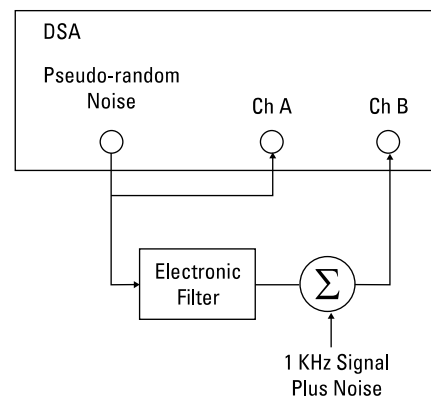 DSA
Pseudo-random
Noise
Ch A
Ch B
Electronic
Filter
Σ
1 KHz Signal
Plus Noise